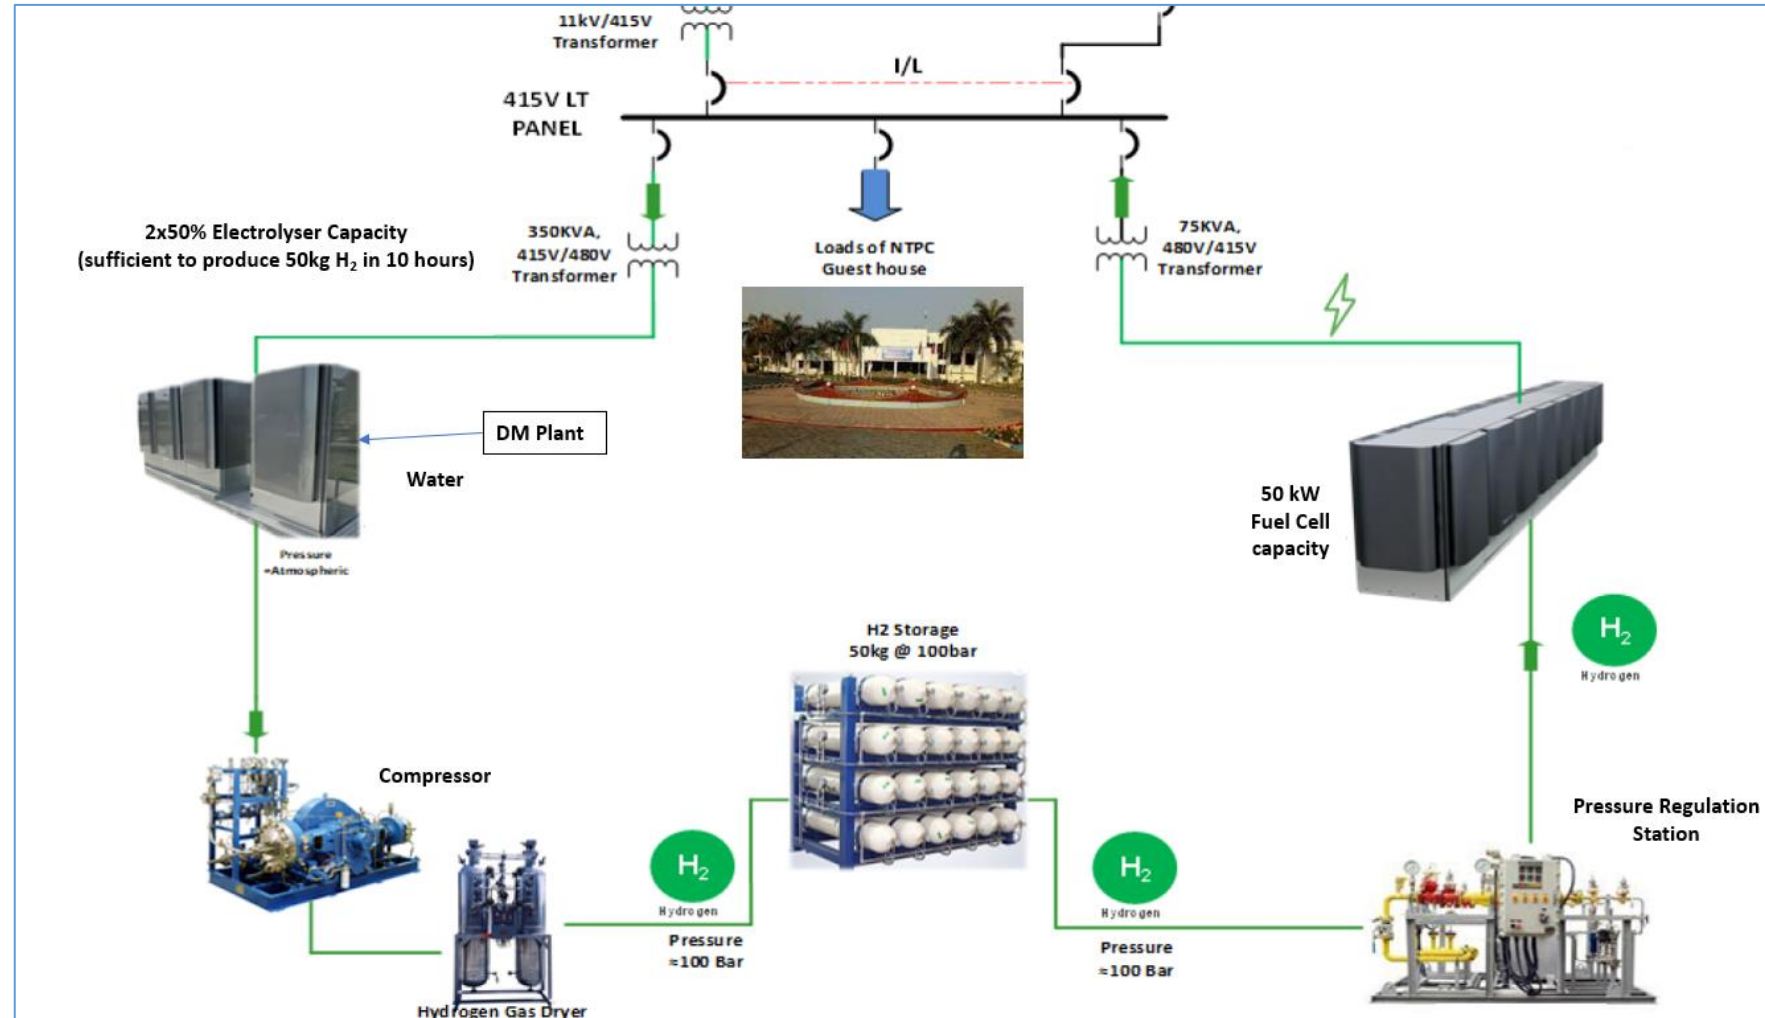 11kV/415V
Transformer
I/L
415V LT
PANEL
2x50% Electrolyser Capacity
(sufficient to produce 50kg H₂ in 10 hours)
350KVA,
415V/480V
Transformer
Loads of NTPC
Guest house
75KVA,
480V/415V
Transformer
DM Plant
Water
50 kW
Fuel Cell
capacity
Pressure
=Atmospheric
H2 Storage
50kg @ 100bar
H₂
Hydrogen
Compressor
Pressure Regulation
Station
H₂
Hydrogen
Pressure
≈100 Bar
H₂
Hydrogen
Pressure
≈100 Bar
Hydrogen Gas Dryer